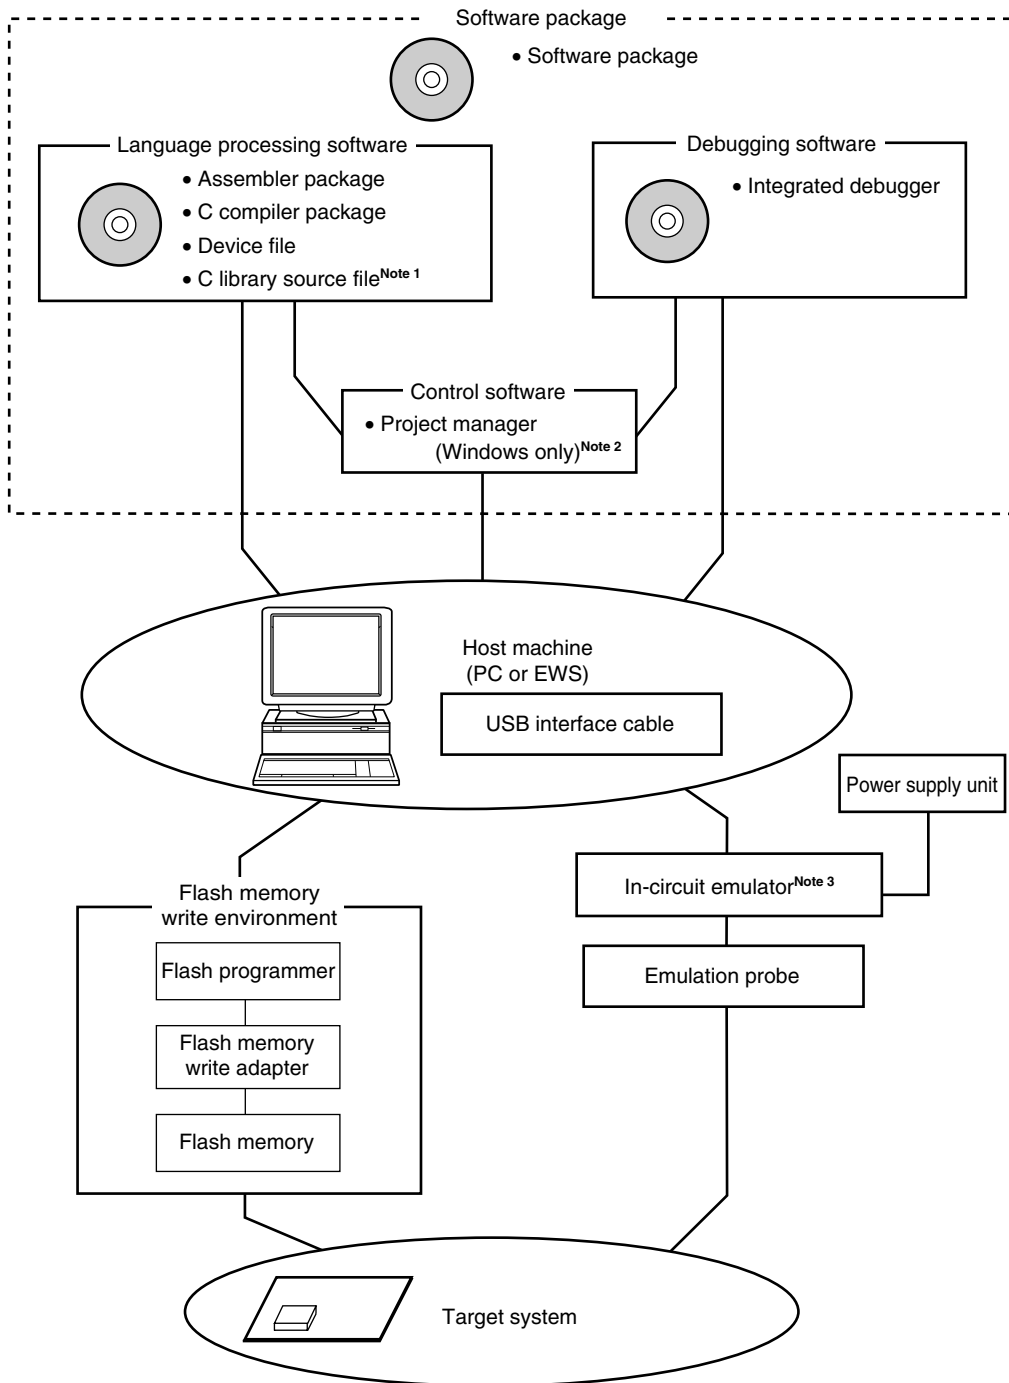 Software package
• Software package
Language processing software
• Assembler package
• C compiler package
• Device file
• C library source fileNote 1
Debugging software
• Integrated debugger
Control software
• Project manager
(Windows only)Note 2
Host machine
(PC or EWS)
USB interface cable
Power supply unit
Flash memory
write environment
Flash programmer
Flash memory
write adapter
Flash memory
In-circuit emulatorNote 3
Emulation probe
Target system